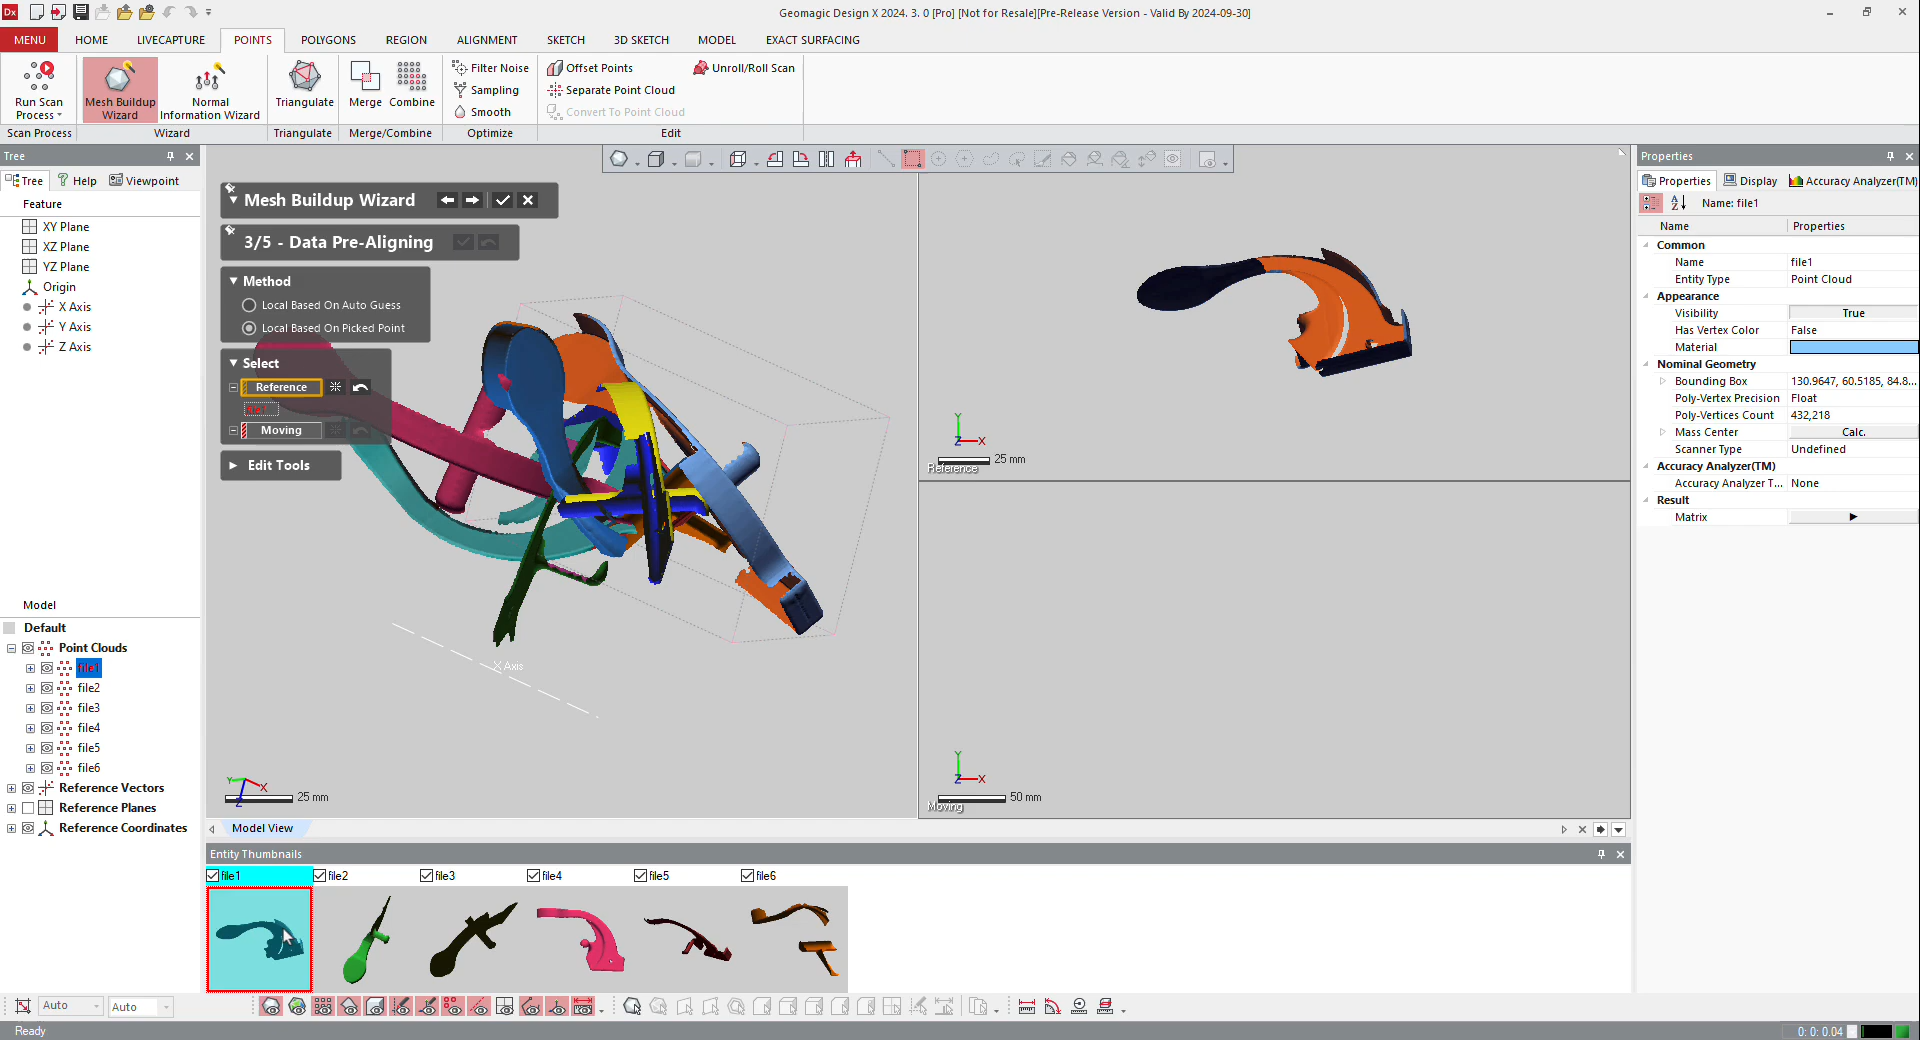 Dx
Geomagic Design X 2024. 3. 0 [Pro] [Not for Resale][Pre-Release Version - Valid By 2024-09-30]
MENU HOME LIVECAPTURE POINTS POLYGONS REGION ALIGNMENT SKETCH 3D SKETCH MODEL EXACT SURFACING
Run Scan Process
Mesh Buildup Wizard
Normal Information Wizard
Triangulate
Merge
Combine
Filter Noise
Sampling
Smooth
Offset Points
Separate Point Cloud
Convert To Point Cloud
Unroll/Roll Scan
Scan Process Wizard Triangulate Merge/Combine Optimize Edit
Tree
Tree Help Viewpoint
Feature
XY Plane
XZ Plane
YZ Plane
Origin
X Axis
Y Axis
Z Axis
Model
Default
Point Clouds
file1
file2
file3
file4
file5
file6
Reference Vectors
Reference Planes
Reference Coordinates
Mesh Buildup Wizard
3/5 - Data Pre-Aligning
Method
Local Based On Auto Guess
Local Based On Picked Point
Select
Reference
Moving
Edit Tools
X Axis
Y X Z
25 mm
Y
Z X
25 mm
Reference
Y
Z X
50 mm
Moving
Model View
Entity Thumbnails
file1 file2 file3 file4 file5 file6
Properties
Properties Display Accuracy Analyzer(TM)
Name: file1
Name Properties
Common
Name file1
Entity Type Point Cloud
Appearance
Visibility True
Has Vertex Color False
Material
Nominal Geometry
Bounding Box 130.9647, 60.5185, 84.8...
Poly-Vertex Precision Float
Poly-Vertices Count 432,218
Mass Center Calc.
Scanner Type Undefined
Accuracy Analyzer(TM)
Accuracy Analyzer T... None
Result
Matrix
Auto Auto
Ready
0: 0: 0.04